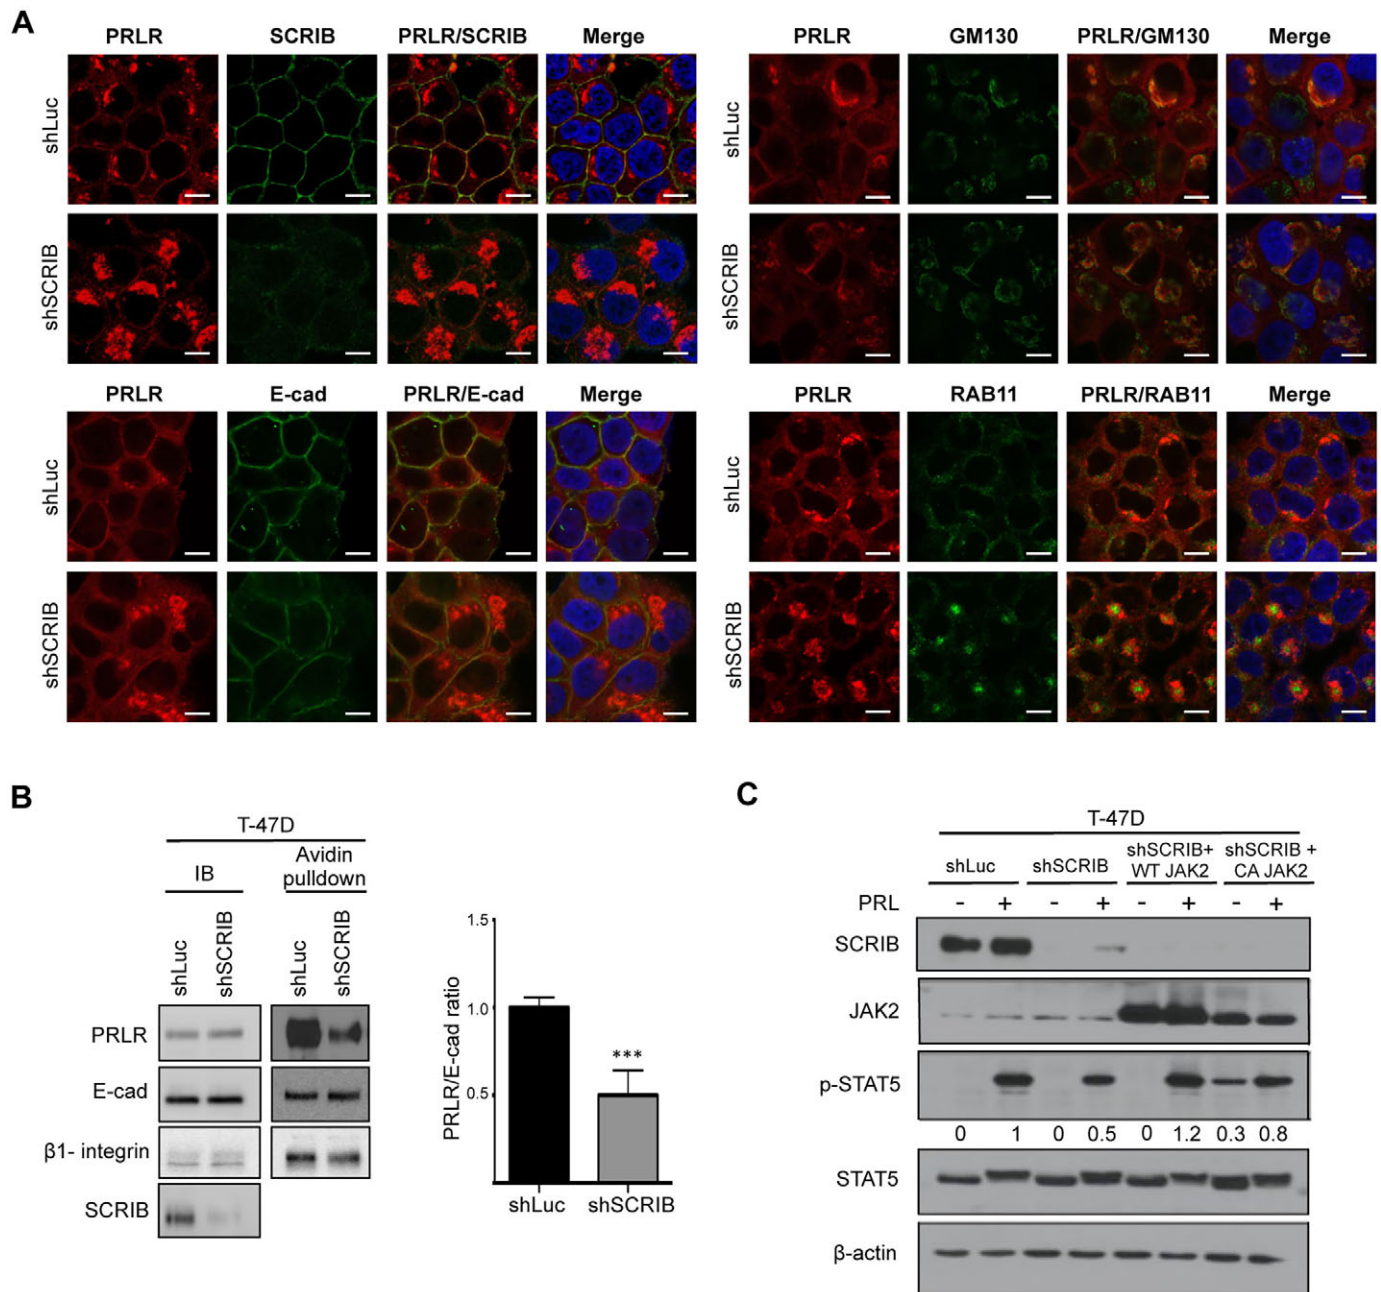 A
PRLR SCRIB PRLR/SCRIB Merge
shLuc
shSCRIB
PRLR GM130 PRLR/GM130 Merge
shLuc
shSCRIB
PRLR E-cad PRLR/E-cad Merge
shLuc
shSCRIB
PRLR RAB11 PRLR/RAB11 Merge
shLuc
shSCRIB
B
T-47D
IB
Avidin
pulldown
shLuc
shSCRIB
shLuc
shSCRIB
PRLR
E-cad
β1- integrin
SCRIB
PRLR/E-cad ratio
1.5
1.0
0.5
***
shLuc shSCRIB
C
T-47D
shLuc
shSCRIB
shSCRIB+
WT JAK2
shSCRIB +
CA JAK2
PRL - + - + - + - +
SCRIB
JAK2
p-STAT5
0 1 0 0.5 0 1.2 0.3 0.8
STAT5
β-actin